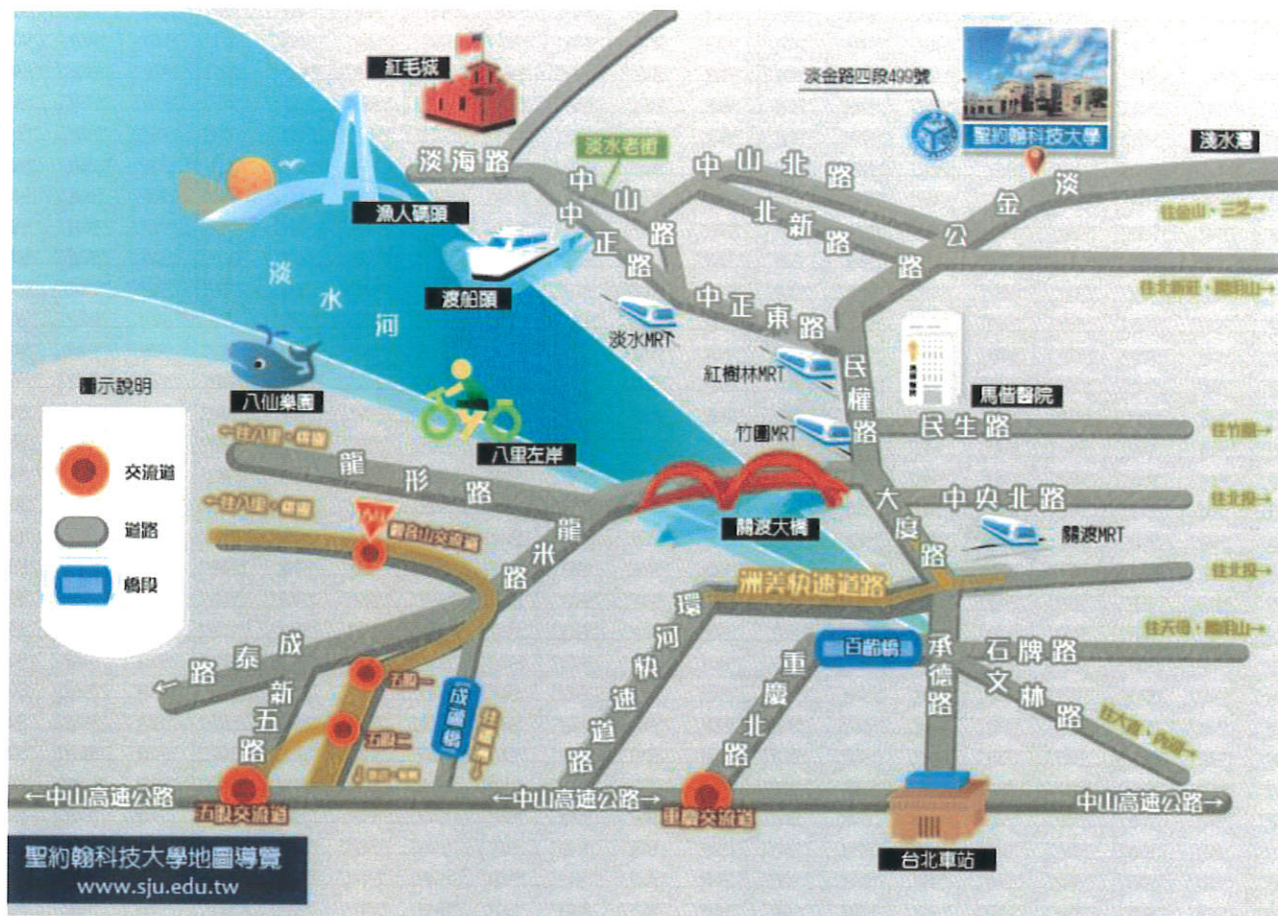 紅毛城
淡金路四段499號
聖約翰科技大學
淺水灣
淡水老街
淡海路
中山路
中山北路
淡金公路
中正路
北新路
漁人碼頭
往金山、三芝→
渡船頭
淡水河
中正東路
淡水MRT
紅樹林MRT
民權路
馬偕醫院
圖示說明
八仙樂園
竹圍MRT
民生路
往竹圍→
八里左岸
←往八里、
交流道
龍形路
大度路
中央北路
往北投→
←往八里、
關渡大橋
關渡MRT
觀音山交流道
道路
龍米路
洲美快速道路
往北投→
橋段
環河快速道路
百齡橋
承德路
石牌路
往天母、陽明山→
重慶北路
文林路
成泰路
←
五股一
成蘆橋
新五路
五股二
往大直、內湖→
←中山高速公路
←中山高速公路→
中山高速公路→
五股交流道
重慶交流道
台北車站
聖約翰科技大學地圖導覽
www.sju.edu.tw